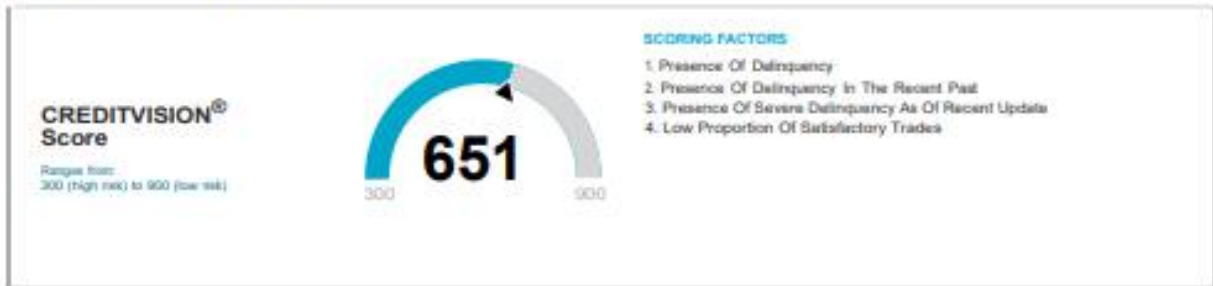 CREDITVISION®
Score
Ranges from:
300 (high risk) to 900 (low risk)
651
300
900
SCORING FACTORS
1. Presence Of Delinquency
2. Presence Of Delinquency In The Recent Past
3. Presence Of Severe Delinquency As Of Recent Update
4. Low Proportion Of Satisfactory Trades